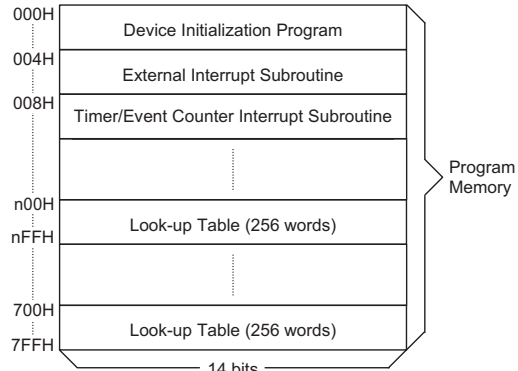 000H
Device Initialization Program
004H
External Interrupt Subroutine
008H
Timer/Event Counter Interrupt Subroutine
Program
Memory
n00H
Look-up Table (256 words)
nFFH
700H
Look-up Table (256 words)
7FFH
14 bits